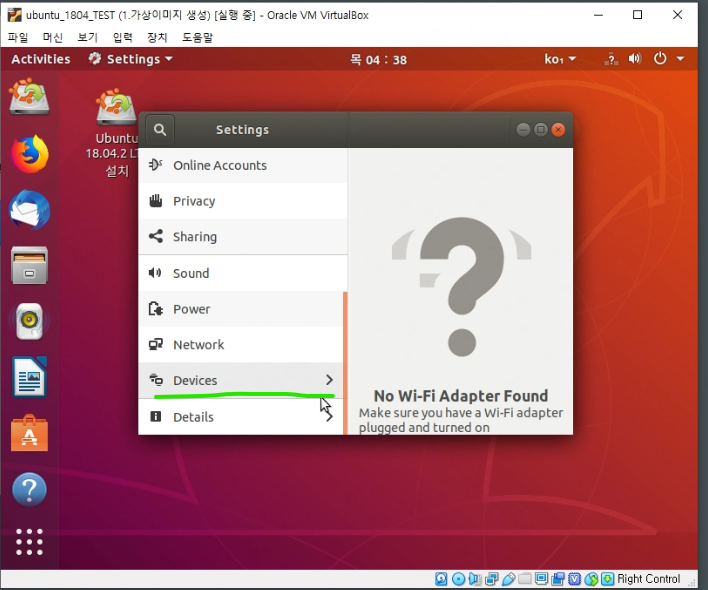 ubuntu_1804_TEST (1.가상이미지 생성) [실행 중] - Oracle VM VirtualBox
파일 머신 보기 입력 장치 도움말
Activities Settings 목 04 : 38 ko₁
Ubuntu
18.04.2 LT
설치
Settings
Online Accounts
Privacy
Sharing
Sound
Power
Network
Devices
Details
No Wi-Fi Adapter Found
Make sure you have a Wi-Fi adapter
plugged and turned on
Right Control